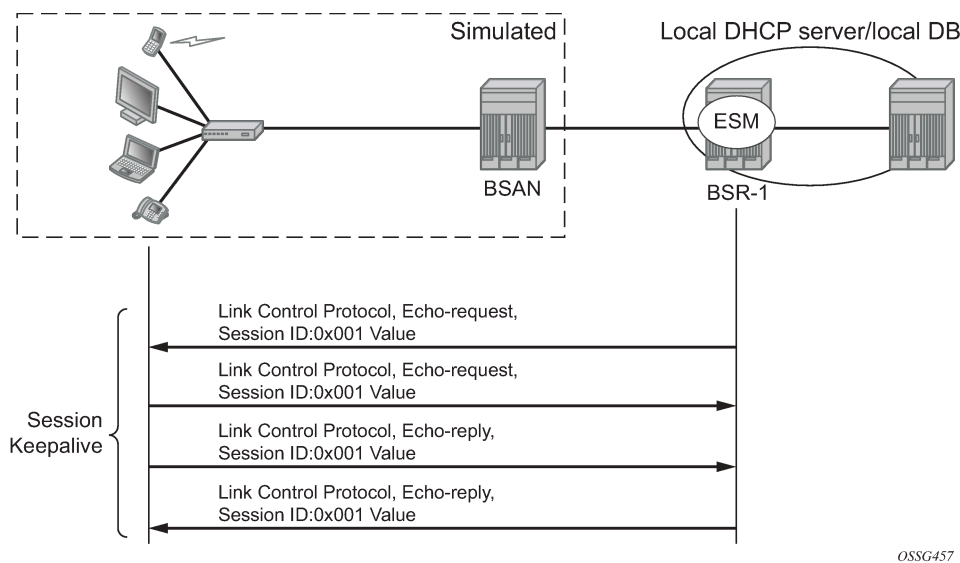 Simulated
Local DHCP server/local DB
ESM
BSAN
BSR-1
Link Control Protocol, Echo-request,
Session ID:0x001 Value
Link Control Protocol, Echo-request,
Session ID:0x001 Value
Session
Keepalive
Link Control Protocol, Echo-reply,
Session ID:0x001 Value
Link Control Protocol, Echo-reply,
Session ID:0x001 Value
OSSG457